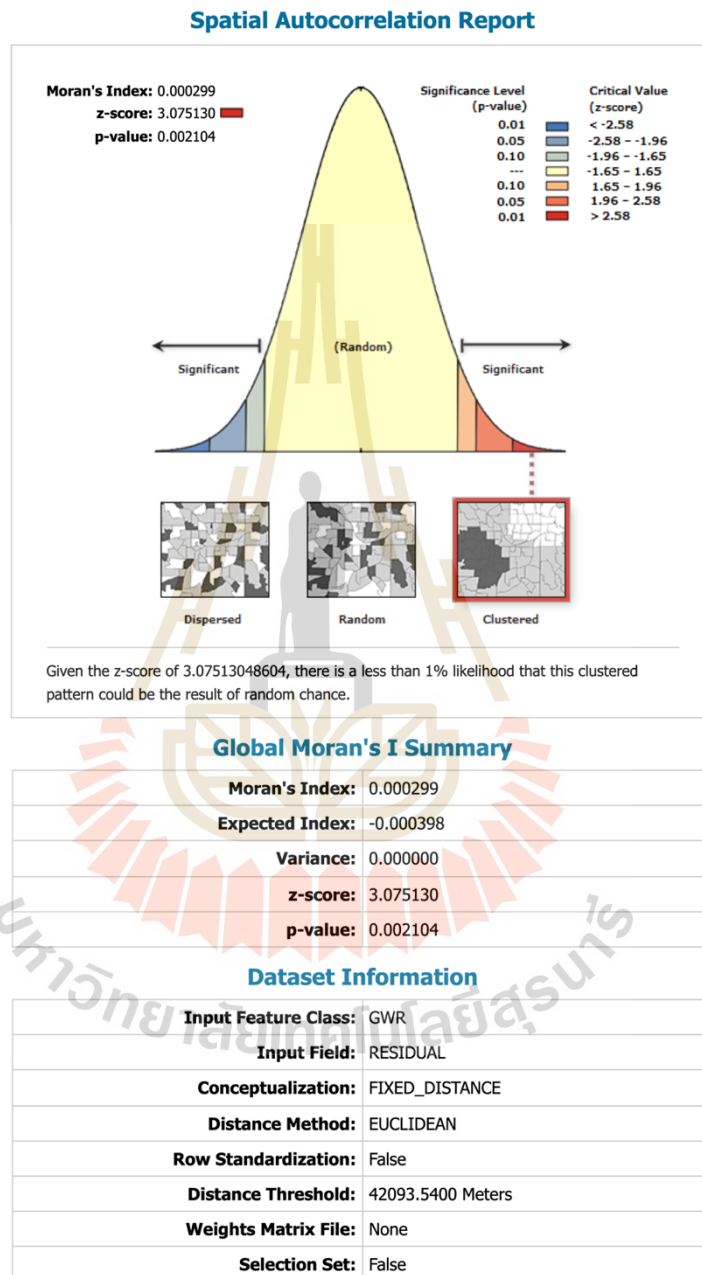 Spatial Autocorrelation Report
Moran's Index: 0.000299
z-score: 3.075130
p-value: 0.002104
Significance Level (p-value)
Critical Value (z-score)
0.01 < -2.58
0.05 -2.58 – -1.96
0.10 -1.96 – -1.65
--- -1.65 – 1.65
0.10 1.65 – 1.96
0.05 1.96 – 2.58
0.01 > 2.58
(Random)
Significant
Significant
Dispersed
Random
Clustered
Given the z-score of 3.07513048604, there is a less than 1% likelihood that this clustered
pattern could be the result of random chance.
Global Moran's I Summary
Moran's Index: 0.000299
Expected Index: -0.000398
Variance: 0.000000
z-score: 3.075130
p-value: 0.002104
Dataset Information
Input Feature Class: GWR
Input Field: RESIDUAL
Conceptualization: FIXED_DISTANCE
Distance Method: EUCLIDEAN
Row Standardization: False
Distance Threshold: 42093.5400 Meters
Weights Matrix File: None
Selection Set: False